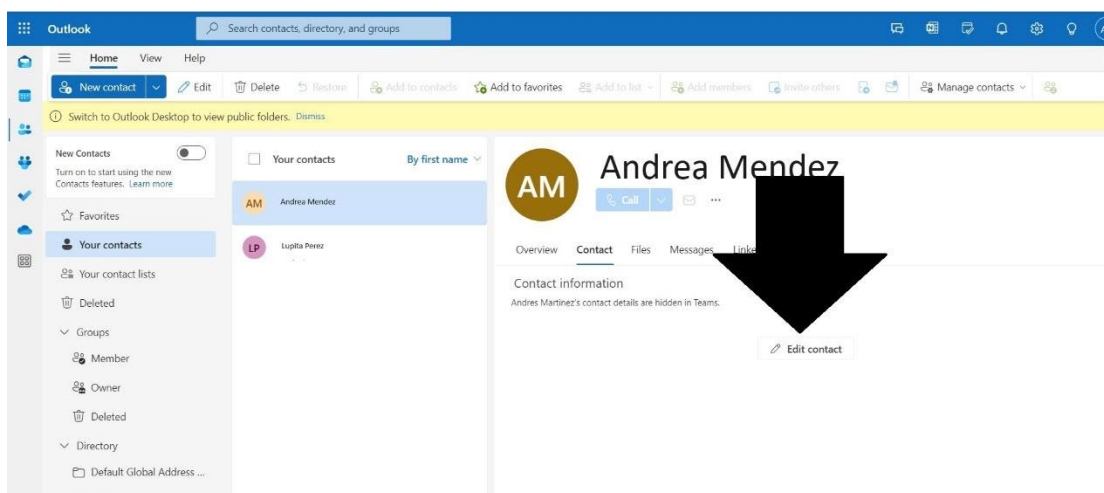 Outlook
Search contacts, directory, and groups
Home View Help
New contact Edit Delete Restore Add to contacts Add to favorites Add to list Add members Invite others Manage contacts
Switch to Outlook Desktop to view public folders. Dismiss
New Contacts
Turn on to start using the new
Contacts features. Learn more
Favorites
Your contacts
Your contact lists
Deleted
Groups
Member
Owner
Deleted
Directory
Default Global Address ...
Your contacts By first name
AM Andrea Mendez
LP Lupita Perez
AM
Andrea Mendez
Call
Overview Contact Files Messages
Contact information
Andres Martinez's contact details are hidden in Teams.
Edit contact